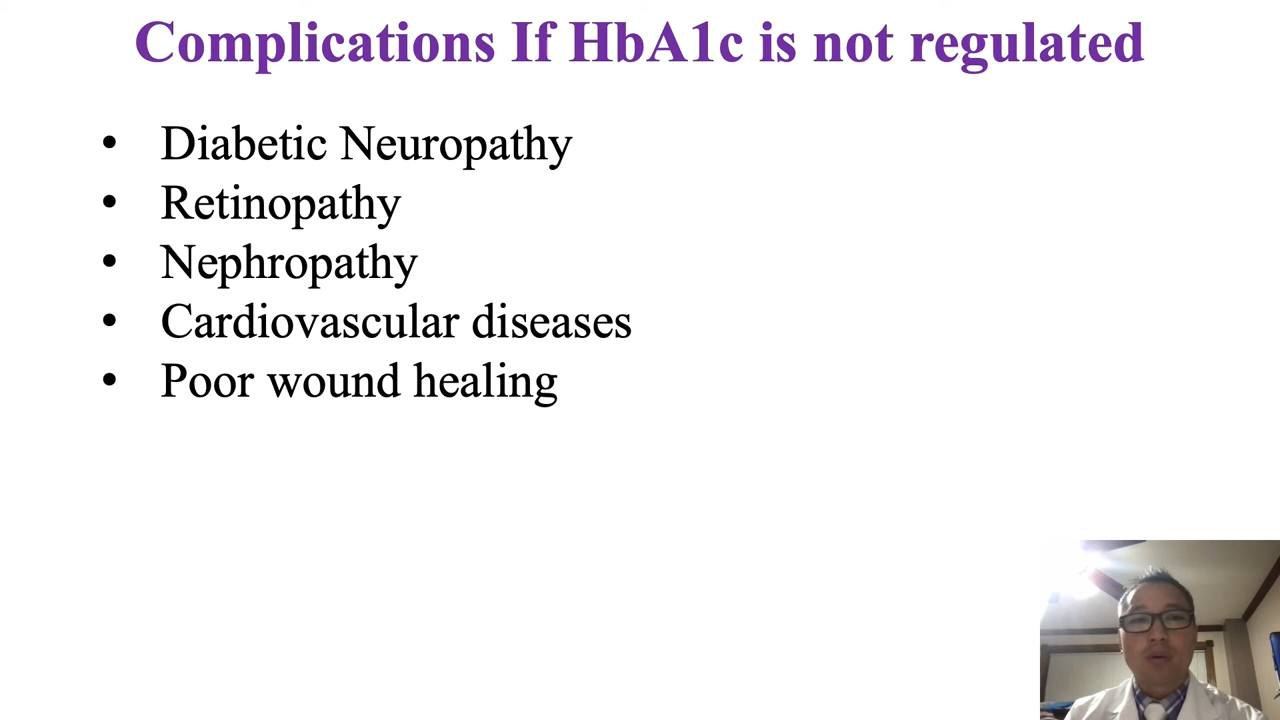 Complications If HbA1c is not regulated
• Diabetic Neuropathy
• Retinopathy
• Nephropathy
• Cardiovascular diseases
• Poor wound healing